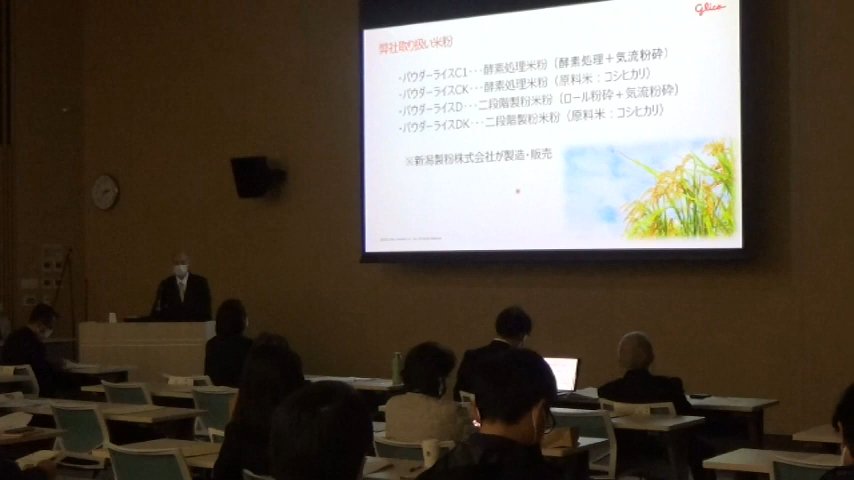 Glico
弊社取り扱い米粉
・パウダーライスC1・・・酵素処理米粉（酵素処理＋気流粉砕）
・パウダーライスCK・・・酵素処理米粉（原料米：コシヒカリ）
・パウダーライスD・・・二段階製粉米粉（ロール粉砕＋気流粉砕）
・パウダーライスDK・・・二段階製粉米粉（原料米：コシヒカリ）
※新潟製粉株式会社が製造・販売